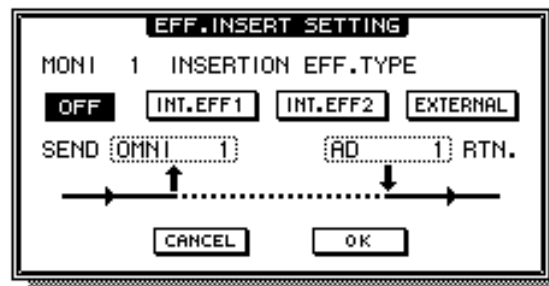 EFF.INSERT SETTING
MONI 1 INSERTION EFF.TYPE
OFF INT.EFF1 INT.EFF2 EXTERNAL
SEND OMNI 1 AD 1 RTN.
CANCEL OK